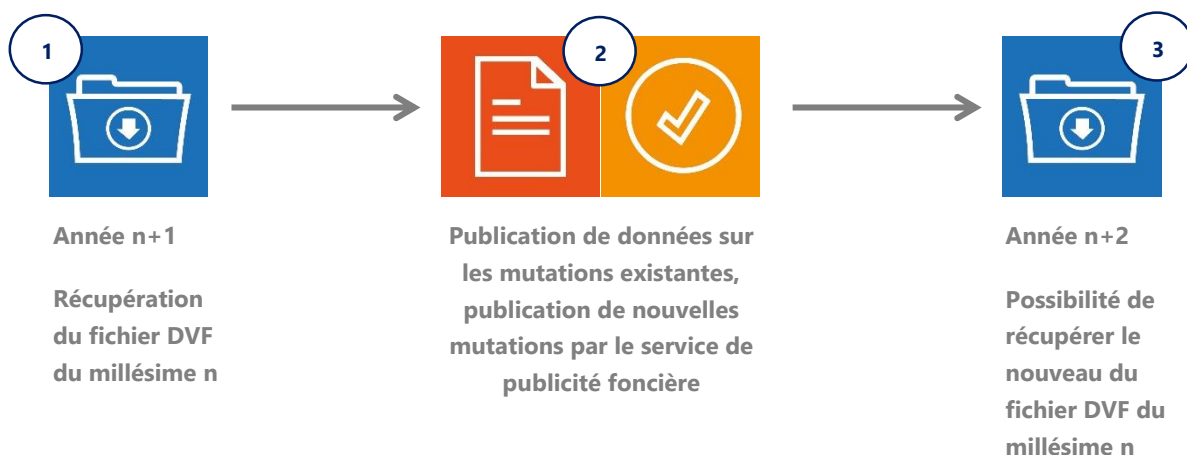 1
Année n+1
Récupération
du fichier DVF
du millésime n
2
Publication de données sur
les mutations existantes,
publication de nouvelles
mutations par le service de
publicité foncière
3
Année n+2
Possibilité de
récupérer le
nouveau du
fichier DVF du
millésime n